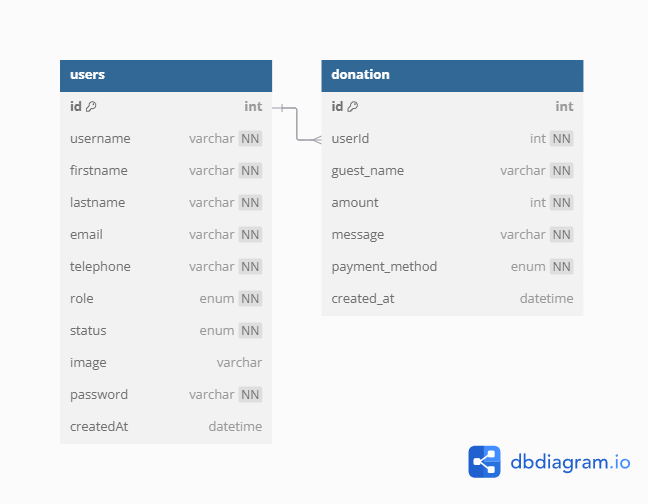 users
id int
username varchar NN
firstname varchar NN
lastname varchar NN
email varchar NN
telephone varchar NN
role enum NN
status enum NN
image varchar
password varchar NN
createdAt datetime
donation
id int
userId int NN
guest_name varchar NN
amount int NN
message varchar NN
payment_method enum NN
created_at datetime
dbdiagram.io